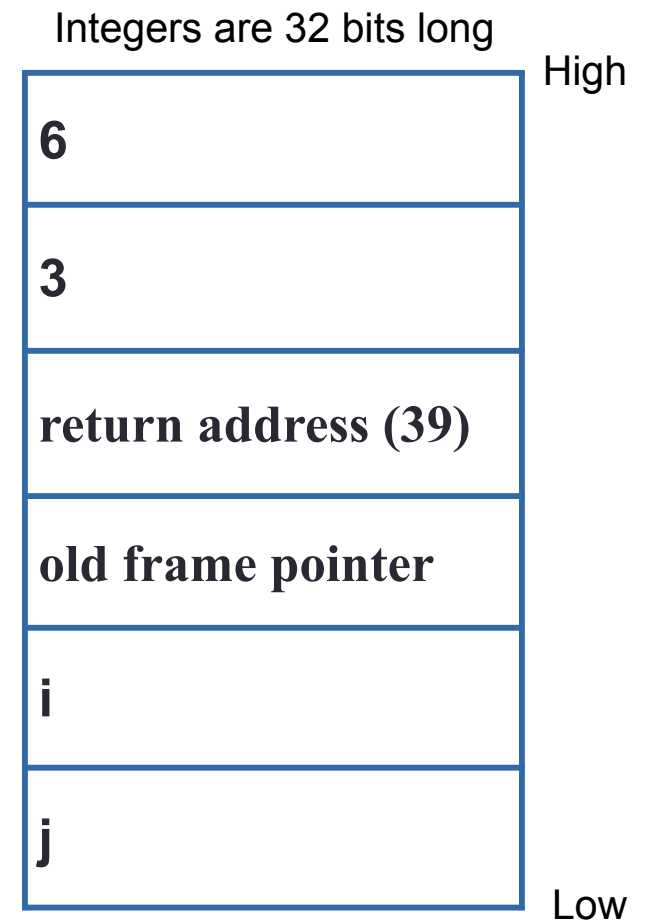 Integers are 32 bits long
High
6
3
return address (39)
old frame pointer
i
j
Low